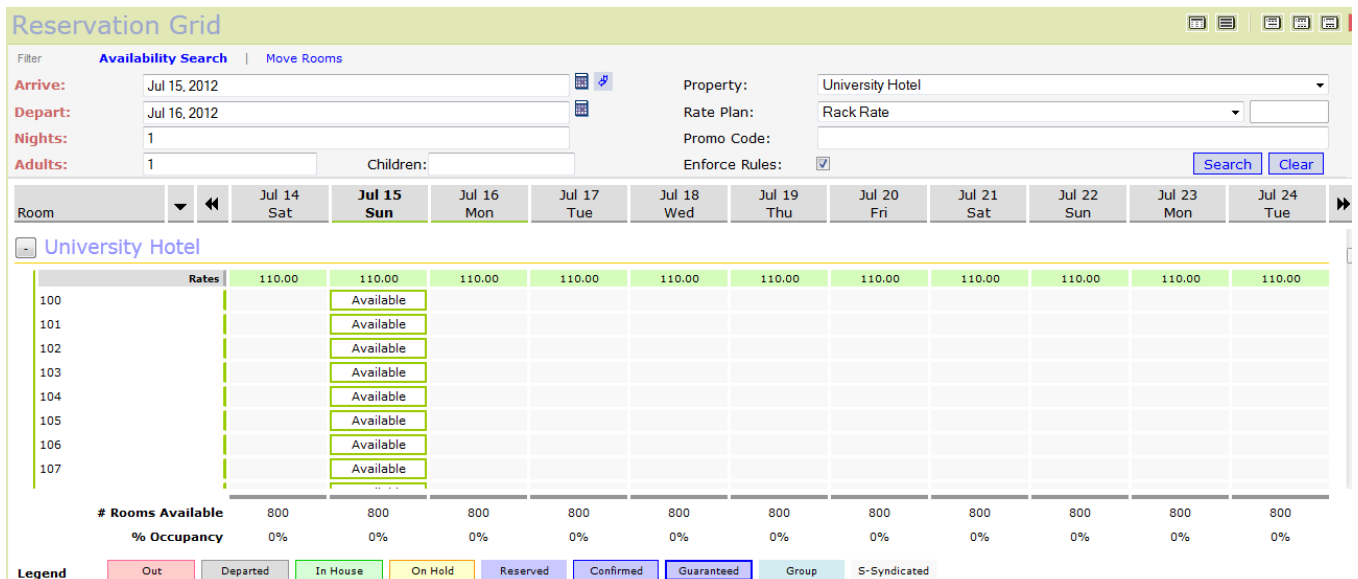 Reservation Grid
Filter Availability Search | Move Rooms
Arrive: Jul 15, 2012 Property: University Hotel
Depart: Jul 16, 2012 Rate Plan: Rack Rate
Nights: 1 Promo Code:
Adults: 1 Children: Enforce Rules: Search Clear
Jul 14 Jul 15 Jul 16 Jul 17 Jul 18 Jul 19 Jul 20 Jul 21 Jul 22 Jul 23 Jul 24
Room Sat Sun Mon Tue Wed Thu Fri Sat Sun Mon Tue
- University Hotel
Rates 110.00 110.00 110.00 110.00 110.00 110.00 110.00 110.00 110.00 110.00 110.00
100 Available
101 Available
102 Available
103 Available
104 Available
105 Available
106 Available
107 Available
# Rooms Available 800 800 800 800 800 800 800 800 800 800 800
% Occupancy 0% 0% 0% 0% 0% 0% 0% 0% 0% 0% 0%
Legend Out Departed In House On Hold Reserved Confirmed Guaranteed Group S-Syndicated